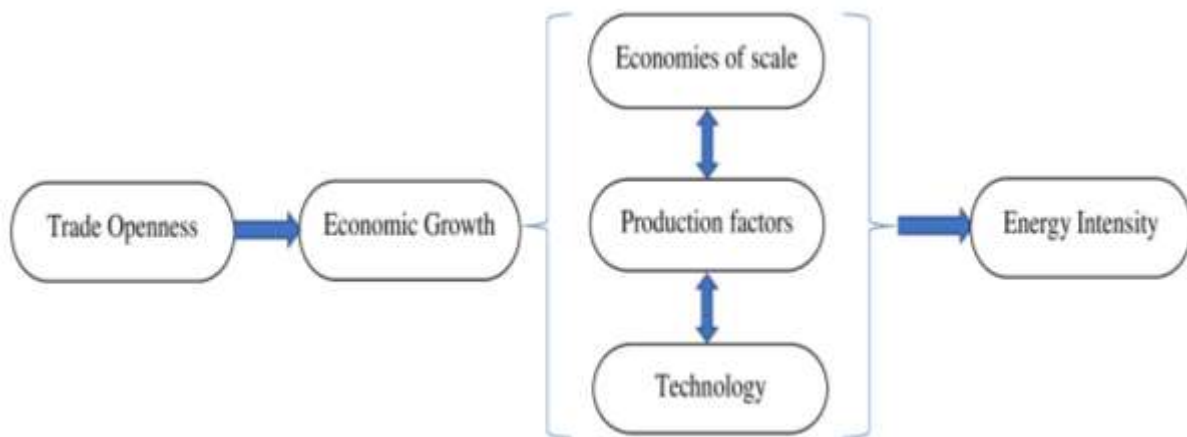 Trade Openness
Economic Growth
Economies of scale
Production factors
Technology
Energy Intensity